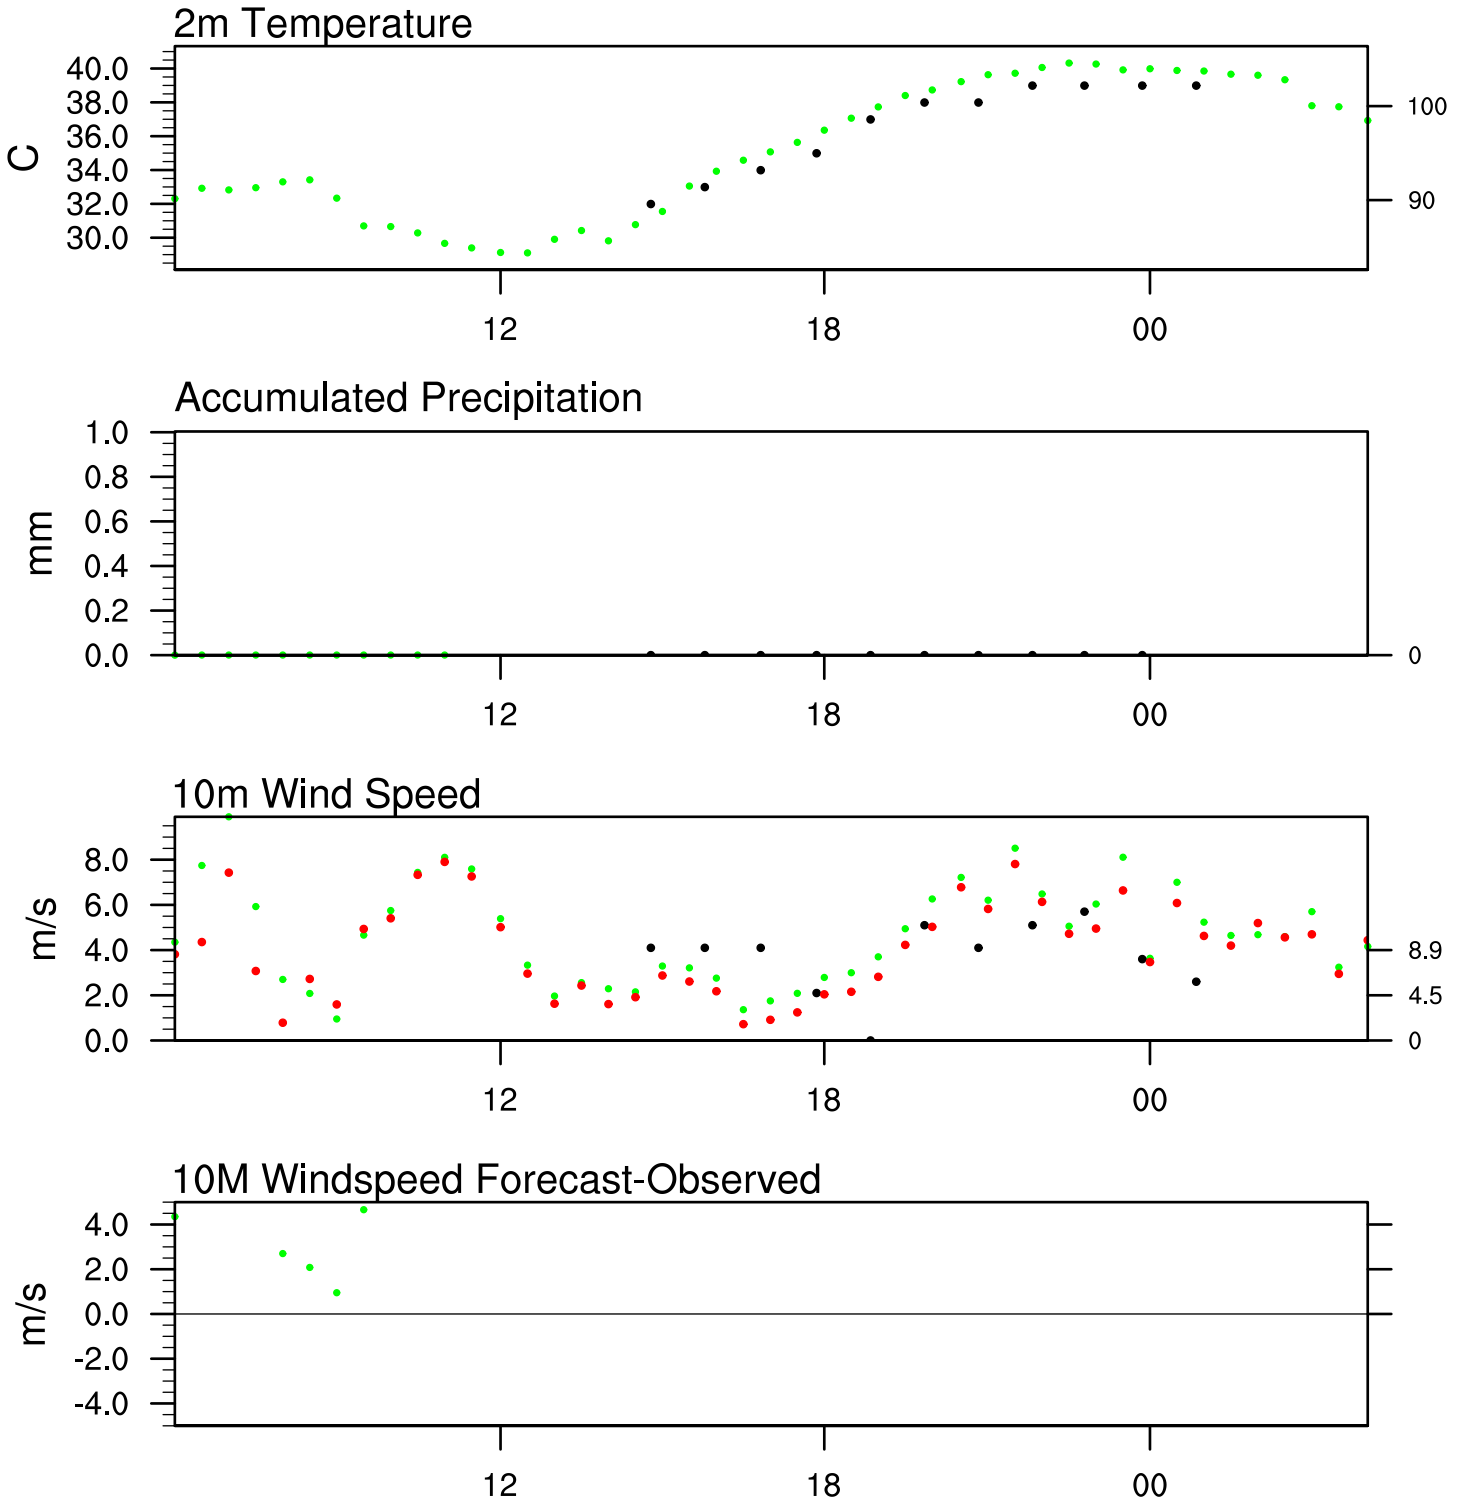 2m Temperature
40.0
38.0
36.0
34.0
32.0
30.0
C
100
90
12 18 00
Accumulated Precipitation
1.0
0.8
0.6
0.4
0.2
0.0
mm
0
12 18 00
10m Wind Speed
8.0
6.0
4.0
2.0
0.0
m/s
8.9
4.5
0
12 18 00
10M Windspeed Forecast-Observed
4.0
2.0
0.0
-2.0
-4.0
m/s
12 18 00